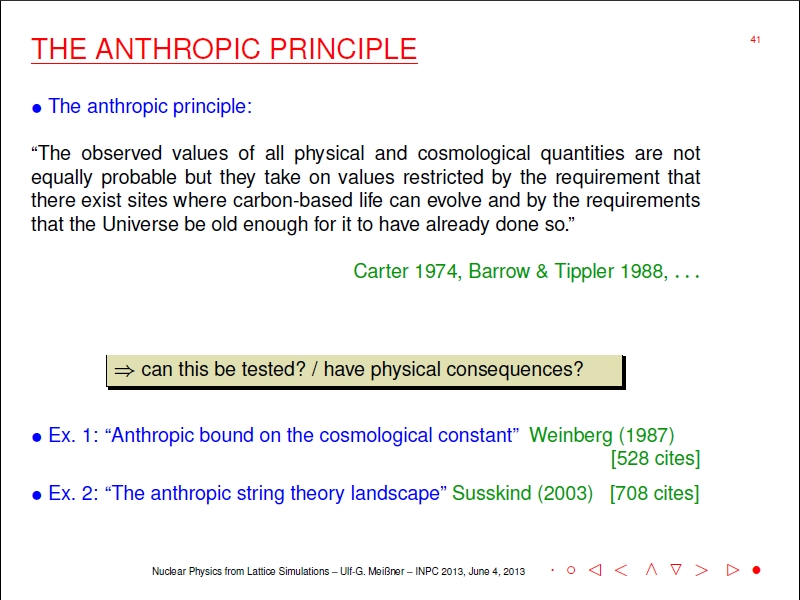 THE ANTHROPIC PRINCIPLE
41
• The anthropic principle:
“The observed values of all physical and cosmological quantities are not
equally probable but they take on values restricted by the requirement that
there exist sites where carbon-based life can evolve and by the requirements
that the Universe be old enough for it to have already done so.”
Carter 1974, Barrow & Tippler 1988, . . .
⇒ can this be tested? / have physical consequences?
• Ex. 1: “Anthropic bound on the cosmological constant” Weinberg (1987)
[528 cites]
• Ex. 2: “The anthropic string theory landscape” Susskind (2003) [708 cites]
Nuclear Physics from Lattice Simulations – Ulf-G. Meißner – INPC 2013, June 4, 2013